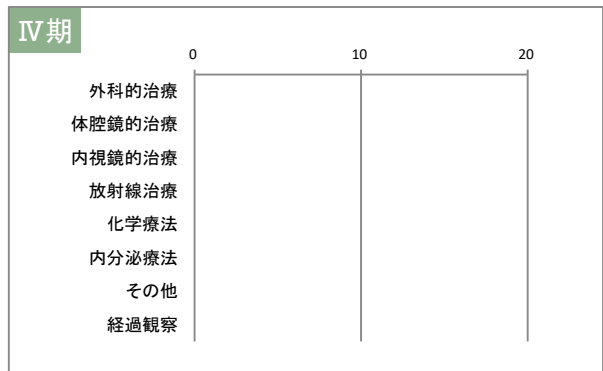 Ⅳ期
0 10 20
外科的治療
体腔鏡的治療
内視鏡的治療
放射線治療
化学療法
内分泌療法
その他
経過観察